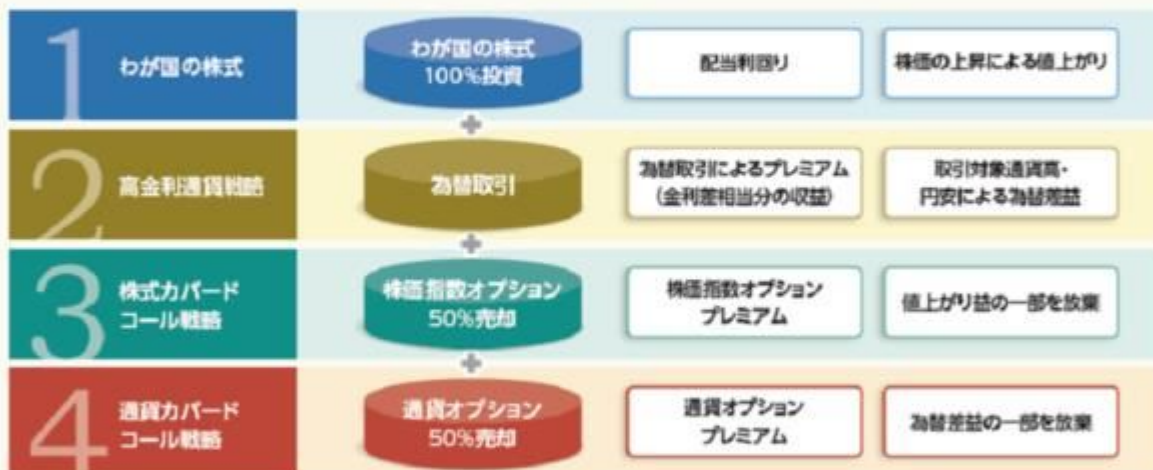 1
わが国の株式
わが国の株式
100%投資
配当利回り
株価の上昇による値上がり
+
2
高金利通貨戦略
為替取引
為替取引によるプレミアム
(金利差相当分の収益)
取引対象通貨高・
円安による為替差益
+
3
株式カバード
コール戦略
株価指数オプション
50%売却
株価指数オプション
プレミアム
値上がり益の一部を放棄
+
4
通貨カバード
コール戦略
通貨オプション
50%売却
通貨オプション
プレミアム
為替差益の一部を放棄